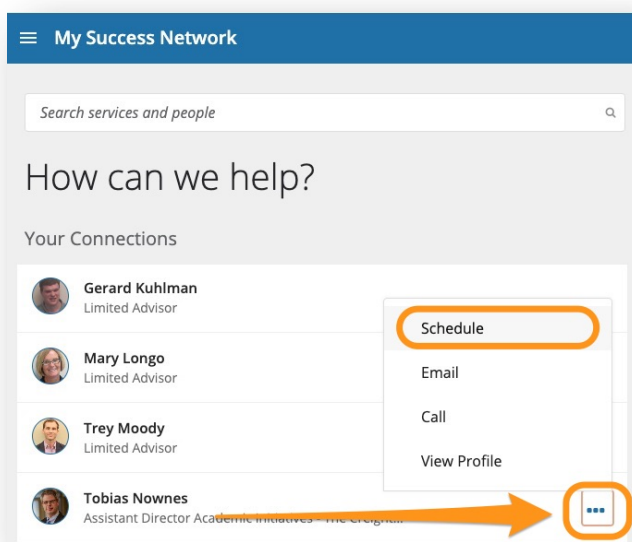 My Success Network
Search services and people
How can we help?
Your Connections
Gerard Kuhlman
Limited Advisor
Mary Longo
Limited Advisor
Trey Moody
Limited Advisor
Tobias Nownes
Assistant Director Academic Initiatives - The Creight...
Schedule
Email
Call
View Profile